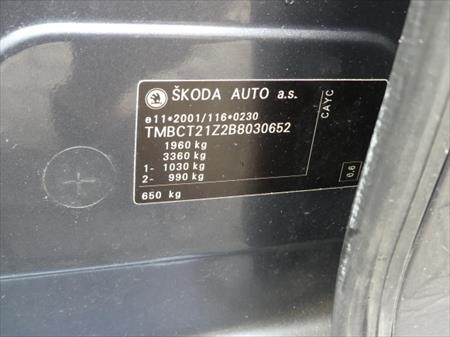 ŠKODA AUTO a.s.
e11*2001/116*0230
TMBCT21Z2B8030652
1960 kg
3360 kg
1- 1030 kg
2- 990 kg
650 kg
CAYC
0.6